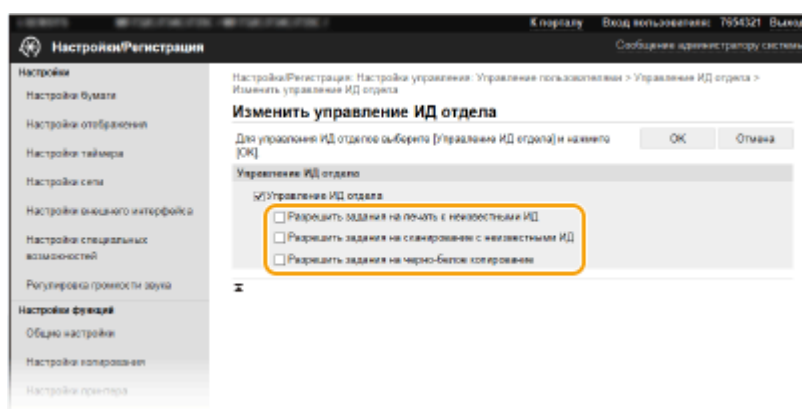 К порталу Вход пользователя: 7654321 Выход
Настройки/Регистрация
Сообщение администратору системы
Настройки
Настройки бумаги
Настройки отображения
Настройки таймера
Настройки сети
Настройки внешнего интерфейса
Настройки специальных
возможностей
Регулировка громкости звука
Настройки функций
Общие настройки
Настройки копирования
Настройки принтера
Настройки/Регистрация: Настройки управления: Управление пользователями > Управление ИД отдела >
Изменить управление ИД отдела
Изменить управление ИД отдела
Для управления ИД отделов выберите [Управление ИД отдела] и нажмите
[OK].
OK Отмена
Управление ИД отдела
Управление ИД отдела
Разрешить задания на печать с неизвестными ИД
Разрешить задания на сканирование с неизвестными ИД
Разрешить задания на черно-белое копирование